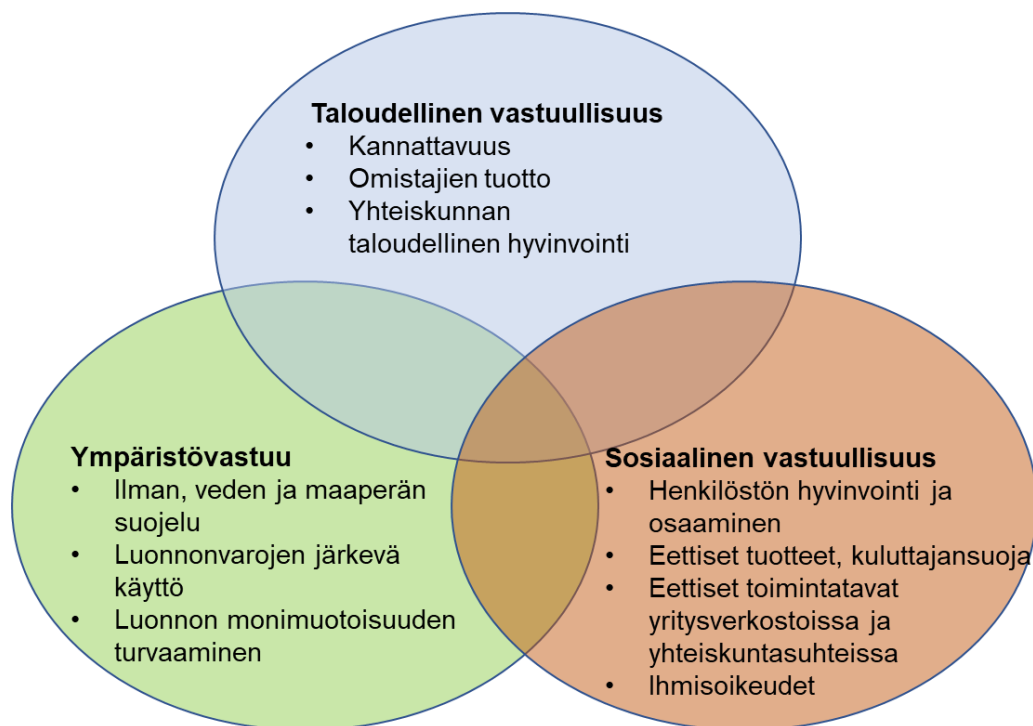 Taloudellinen vastuullisuus
• Kannattavuus
• Omistajien tuotto
• Yhteiskunnan
taloudellinen hyvinvointi
Ympäristövastuu
• Ilman, veden ja maaperän
suojelu
• Luonnonvarojen järkevä
käyttö
• Luonnon monimuotoisuuden
turvaaminen
Sosiaalinen vastuullisuus
• Henkilöstön hyvinvointi ja
osaaminen
• Eettiset tuotteet, kuluttajansuoja
• Eettiset toimintatavat
yritysverkostoissa ja
yhteiskuntasuhteissa
• Ihmisoikeudet